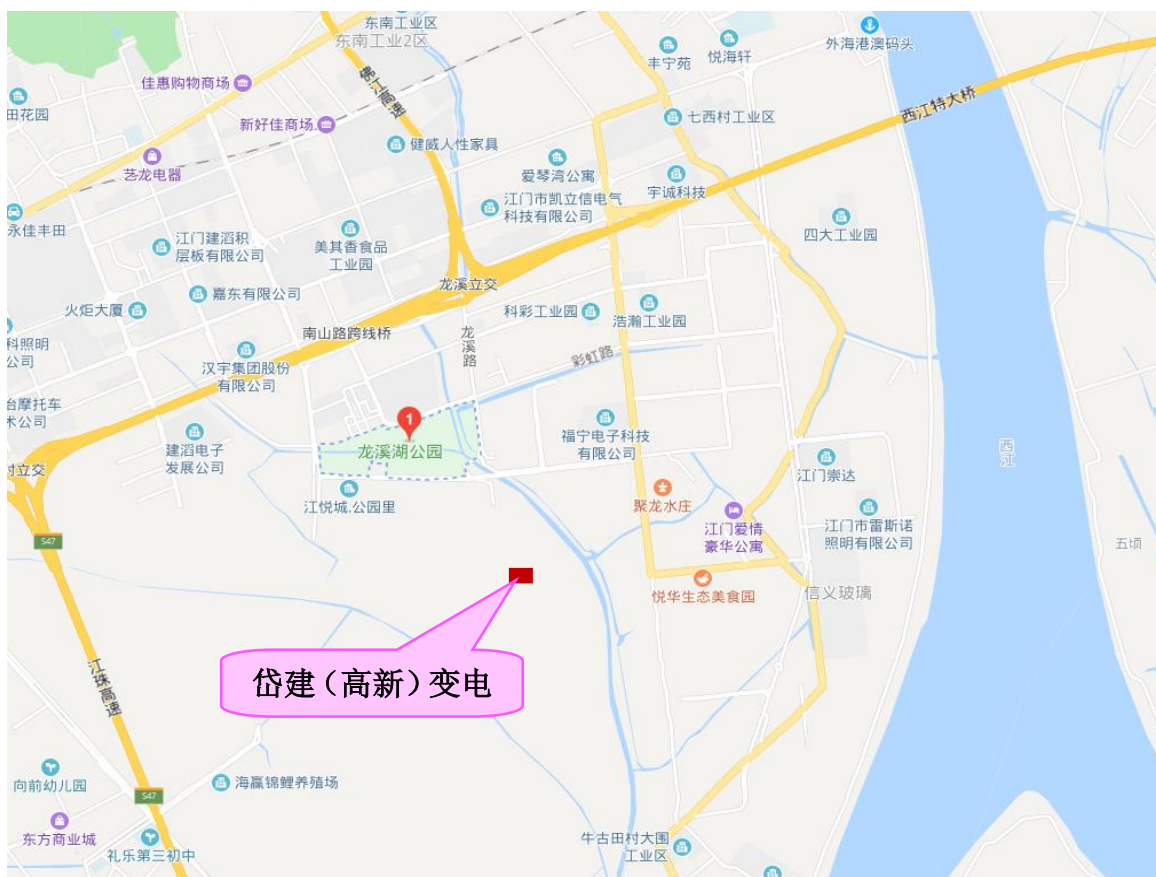 东南工业区
东南工业2区
外海港澳码头
悦海轩
丰宁苑
佛江高速
佳惠购物商场
田花园
西江特大桥
七西村工业区
新好佳商场
健威人性家具
艺龙电器
爱琴湾公寓
宇诚科技
江门市凯立信电气
科技有限公司
永佳丰田
四大工业园
江门建滔积
层板有限公司
美其香食品
工业园
龙溪立交
嘉东有限公司
火炬大厦
科彩工业园
浩瀚工业园
南山路跨线桥
龙溪路
科照明
公司
彩虹路
汉宇集团股份
有限公司
台摩托车
术公司
1
龙溪湖公园
福宁电子科技
有限公司
西江
建滔电子
发展公司
村立交
江门崇达
江悦城.公园里
聚龙水庄
江门爱情
豪华公寓
江门市雷斯诺
照明有限公司
S47
五顷
悦华生态美食园
信义玻璃
岱建（高新）变电
江珠高速
向前幼儿园
海赢锦鲤养殖场
S47
东方商业城
礼乐第三初中
牛古田村大围
工业区